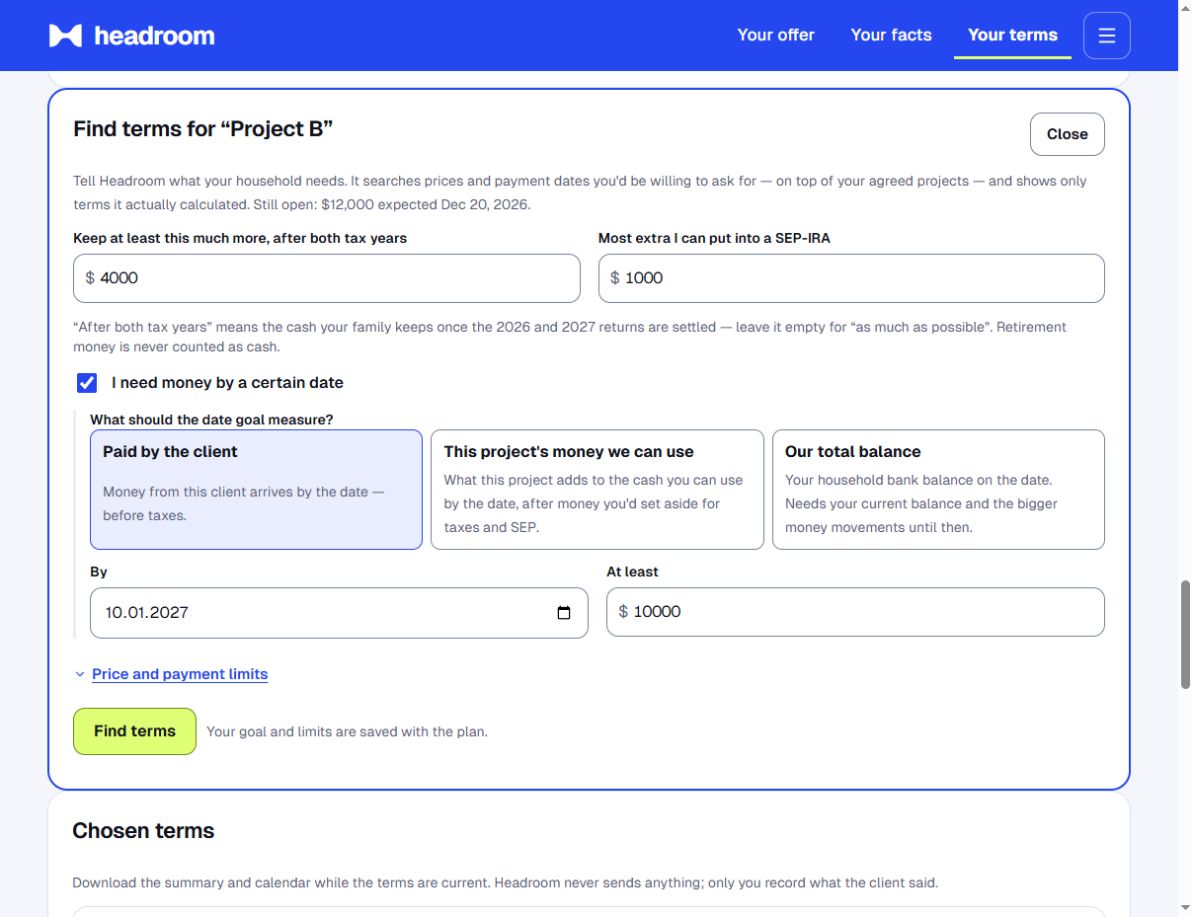 headroom
Your offer
Your facts
Your terms
Find terms for “Project B”
Close
Tell Headroom what your household needs. It searches prices and payment dates you'd be willing to ask for — on top of your agreed projects — and shows only
terms it actually calculated. Still open: $12,000 expected Dec 20, 2026.
Keep at least this much more, after both tax years
Most extra I can put into a SEP-IRA
$ 4000
$ 1000
“After both tax years” means the cash your family keeps once the 2026 and 2027 returns are settled — leave it empty for “as much as possible”. Retirement
money is never counted as cash.
I need money by a certain date
What should the date goal measure?
Paid by the client
Money from this client arrives by the date —
before taxes.
This project's money we can use
What this project adds to the cash you can use
by the date, after money you'd set aside for
taxes and SEP.
Our total balance
Your household bank balance on the date.
Needs your current balance and the bigger
money movements until then.
By
At least
10.01.2027
$ 10000
Price and payment limits
Find terms
Your goal and limits are saved with the plan.
Chosen terms
Download the summary and calendar while the terms are current. Headroom never sends anything; only you record what the client said.